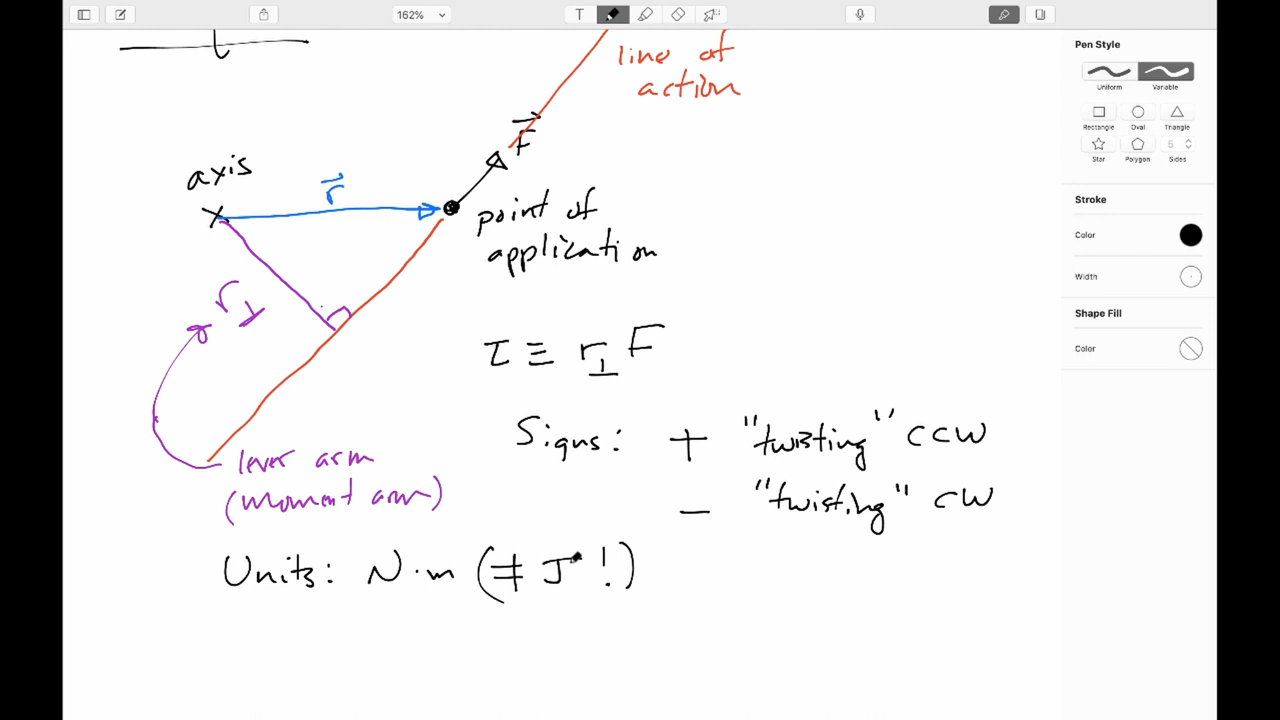 T
162%
Pen Style
Uniform
Variable
Rectangle
Oval
Triangle
Star
Polygon
5
Sides
Stroke
Color
Width
Shape Fill
Color
line of
action
F
axis
r
point of
application
r⊥
τ ≡ r⊥ F
Signs: + "twisting" CCW
− "twisting" CW
lever arm
(moment arm)
Units: N·m (≠ J !)